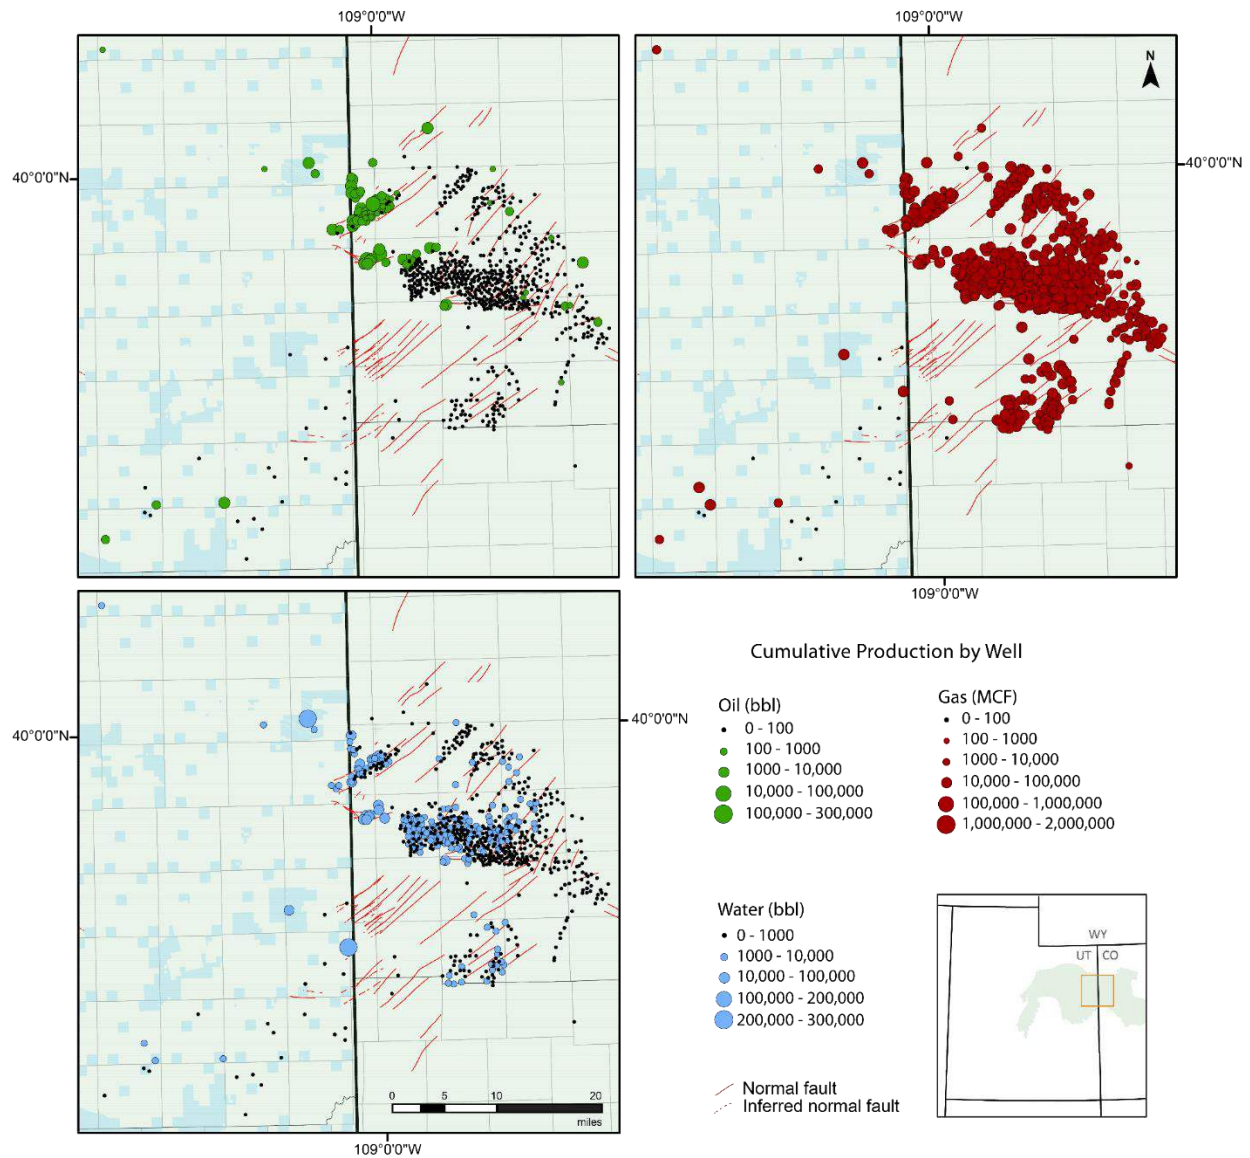 109°0'0"W
109°0'0"W
N
40°0'0"N
40°0'0"N
109°0'0"W
40°0'0"N
40°0'0"N
Cumulative Production by Well
Oil (bbl)
0 - 100
100 - 1000
1000 - 10,000
10,000 - 100,000
100,000 - 300,000
Gas (MCF)
0 - 100
100 - 1000
1000 - 10,000
10,000 - 100,000
100,000 - 1,000,000
1,000,000 - 2,000,000
Water (bbl)
0 - 1000
1000 - 10,000
10,000 - 100,000
100,000 - 200,000
200,000 - 300,000
Normal fault
Inferred normal fault
WY
UT CO
0 5 10 20
miles
109°0'0"W